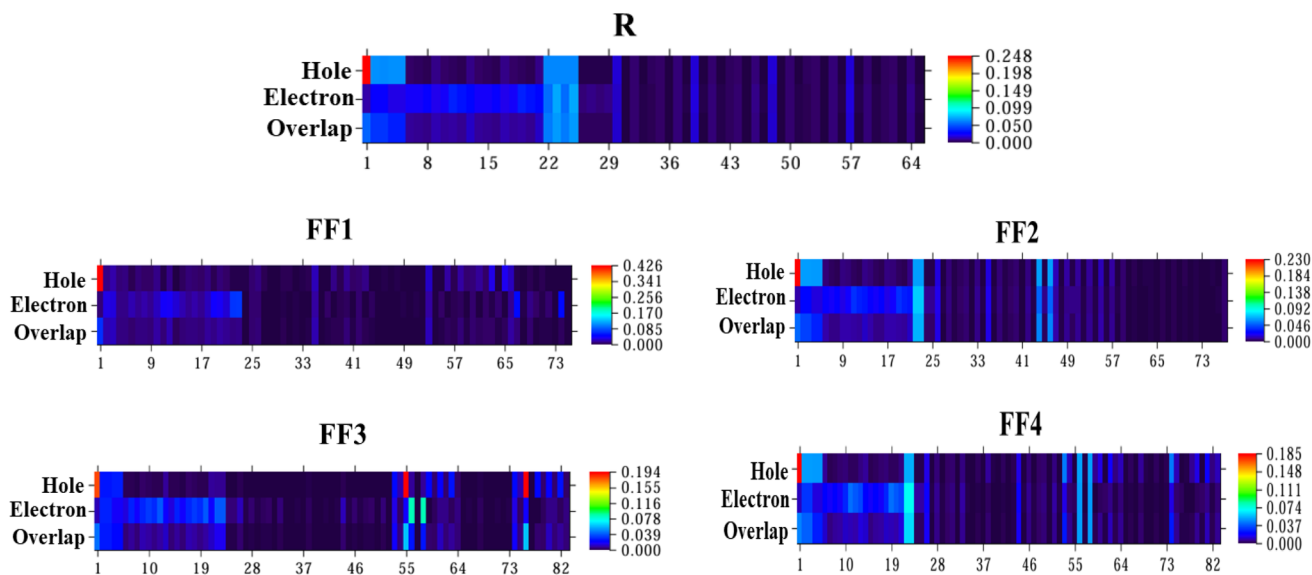 R
Hole
Electron
Overlap
0.248
0.198
0.149
0.099
0.050
0.000
1 8 15 22 29 36 43 50 57 64
FF1
Hole
Electron
Overlap
0.426
0.341
0.256
0.170
0.085
0.000
1 9 17 25 33 41 49 57 65 73
FF2
Hole
Electron
Overlap
0.230
0.184
0.138
0.092
0.046
0.000
1 9 17 25 33 41 49 57 65 73
FF3
Hole
Electron
Overlap
0.194
0.155
0.116
0.078
0.039
0.000
1 10 19 28 37 46 55 64 73 82
FF4
Hole
Electron
Overlap
0.185
0.148
0.111
0.074
0.037
0.000
1 10 19 28 37 46 55 64 73 82